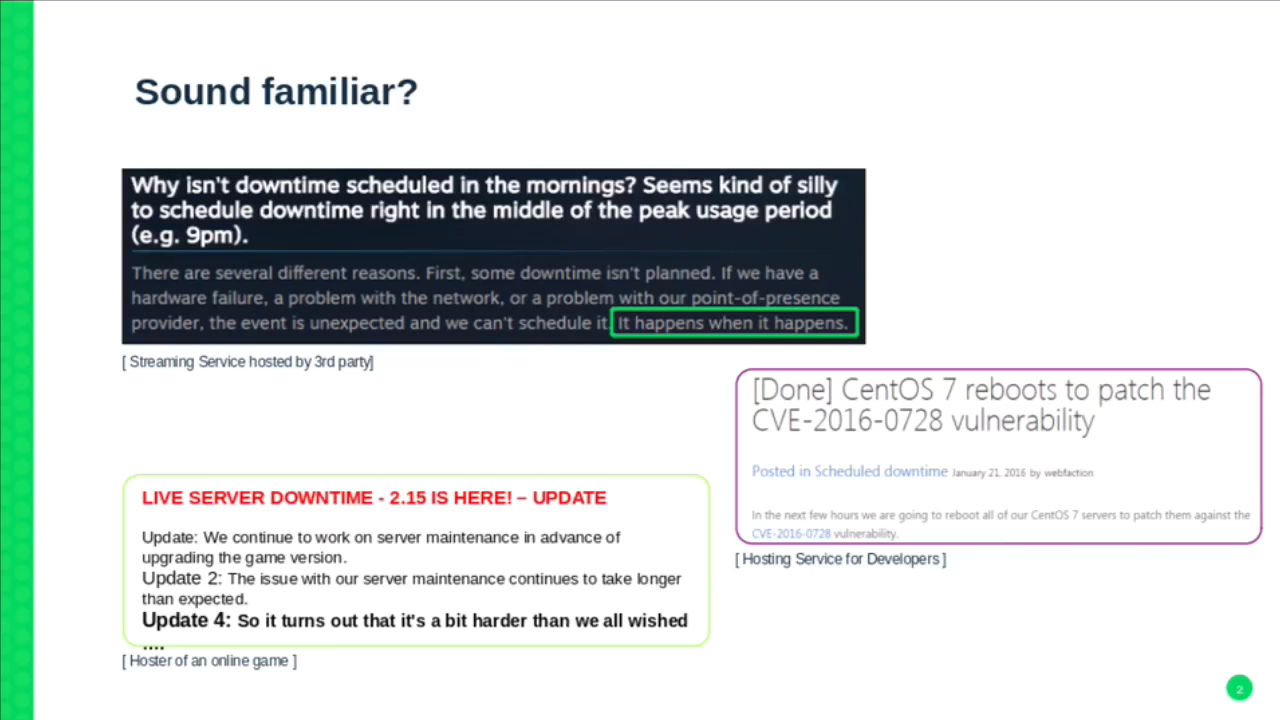 Sound familiar?
Why isn't downtime scheduled in the mornings? Seems kind of silly
to schedule downtime right in the middle of the peak usage period
(e.g. 9pm).
There are several different reasons. First, some downtime isn't planned. If we have a
hardware failure, a problem with the network, or a problem with our point-of-presence
provider, the event is unexpected and we can't schedule it. It happens when it happens.
[ Streaming Service hosted by 3rd party]
[Done] CentOS 7 reboots to patch the
CVE-2016-0728 vulnerability
Posted in Scheduled downtime January 21, 2016 by webfaction
In the next few hours we are going to reboot all of our CentOS 7 servers to patch them against the
CVE-2016-0728 vulnerability.
[ Hosting Service for Developers ]
LIVE SERVER DOWNTIME - 2.15 IS HERE! – UPDATE
Update: We continue to work on server maintenance in advance of
upgrading the game version.
Update 2: The issue with our server maintenance continues to take longer
than expected.
Update 4: So it turns out that it's a bit harder than we all wished
....
[ Hoster of an online game ]
2